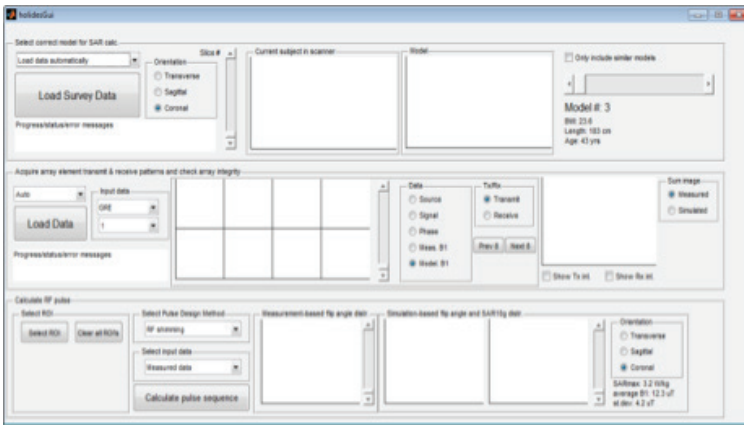 holidesGui
Select correct model for SAR calc.
Load data automatically
Load Survey Data
Progress/status/error messages
Orientation
Transverse
Sagittal
Coronal
Slice #
Current subject in scanner
Model
Only include similar models
Model #: 3
BMI: 23.6
Length: 183 cm
Age: 43 yrs
Acquire array element transmit & receive patterns and check array integrity
Auto
Load Data
Progress/status/error messages
Input data
GRE
1
Data
Source
Signal
Phase
Meas. B1
Model. B1
Tx/Rx
Transmit
Receive
Prev 8
Next 8
Sum image
Measured
Simulated
Show Tx int.
Show Rx int.
Calculate RF pulse
Select ROI
Select ROI
Clear all ROIs
Select Pulse Design Method
RF shimming
Select input data
Measured data
Calculate pulse sequence
Measurement-based flip angle distr
Simulation-based flip angle and SAR10g distr
Orientation
Transverse
Sagittal
Coronal
SARmax: 3.2 W/kg
average B1: 12.3 uT
st.dev: 4.2 uT